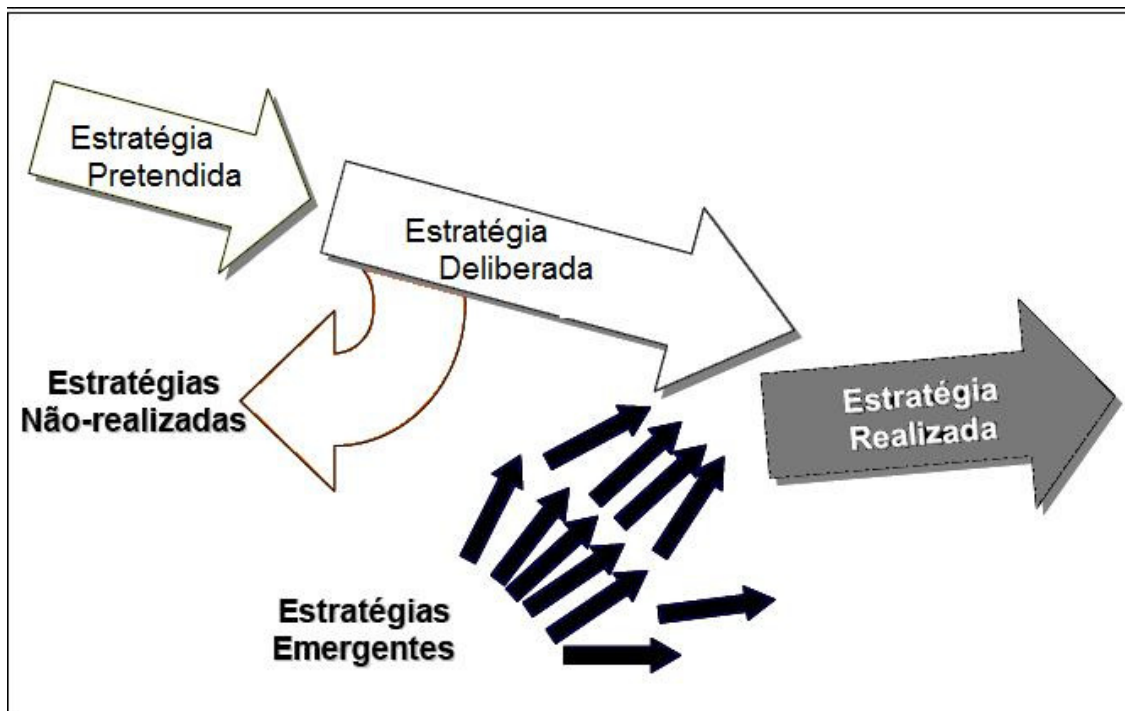 Estratégia
Pretendida
Estratégia
Deliberada
Estratégias
Não-realizadas
Estratégia
Realizada
Estratégias
Emergentes